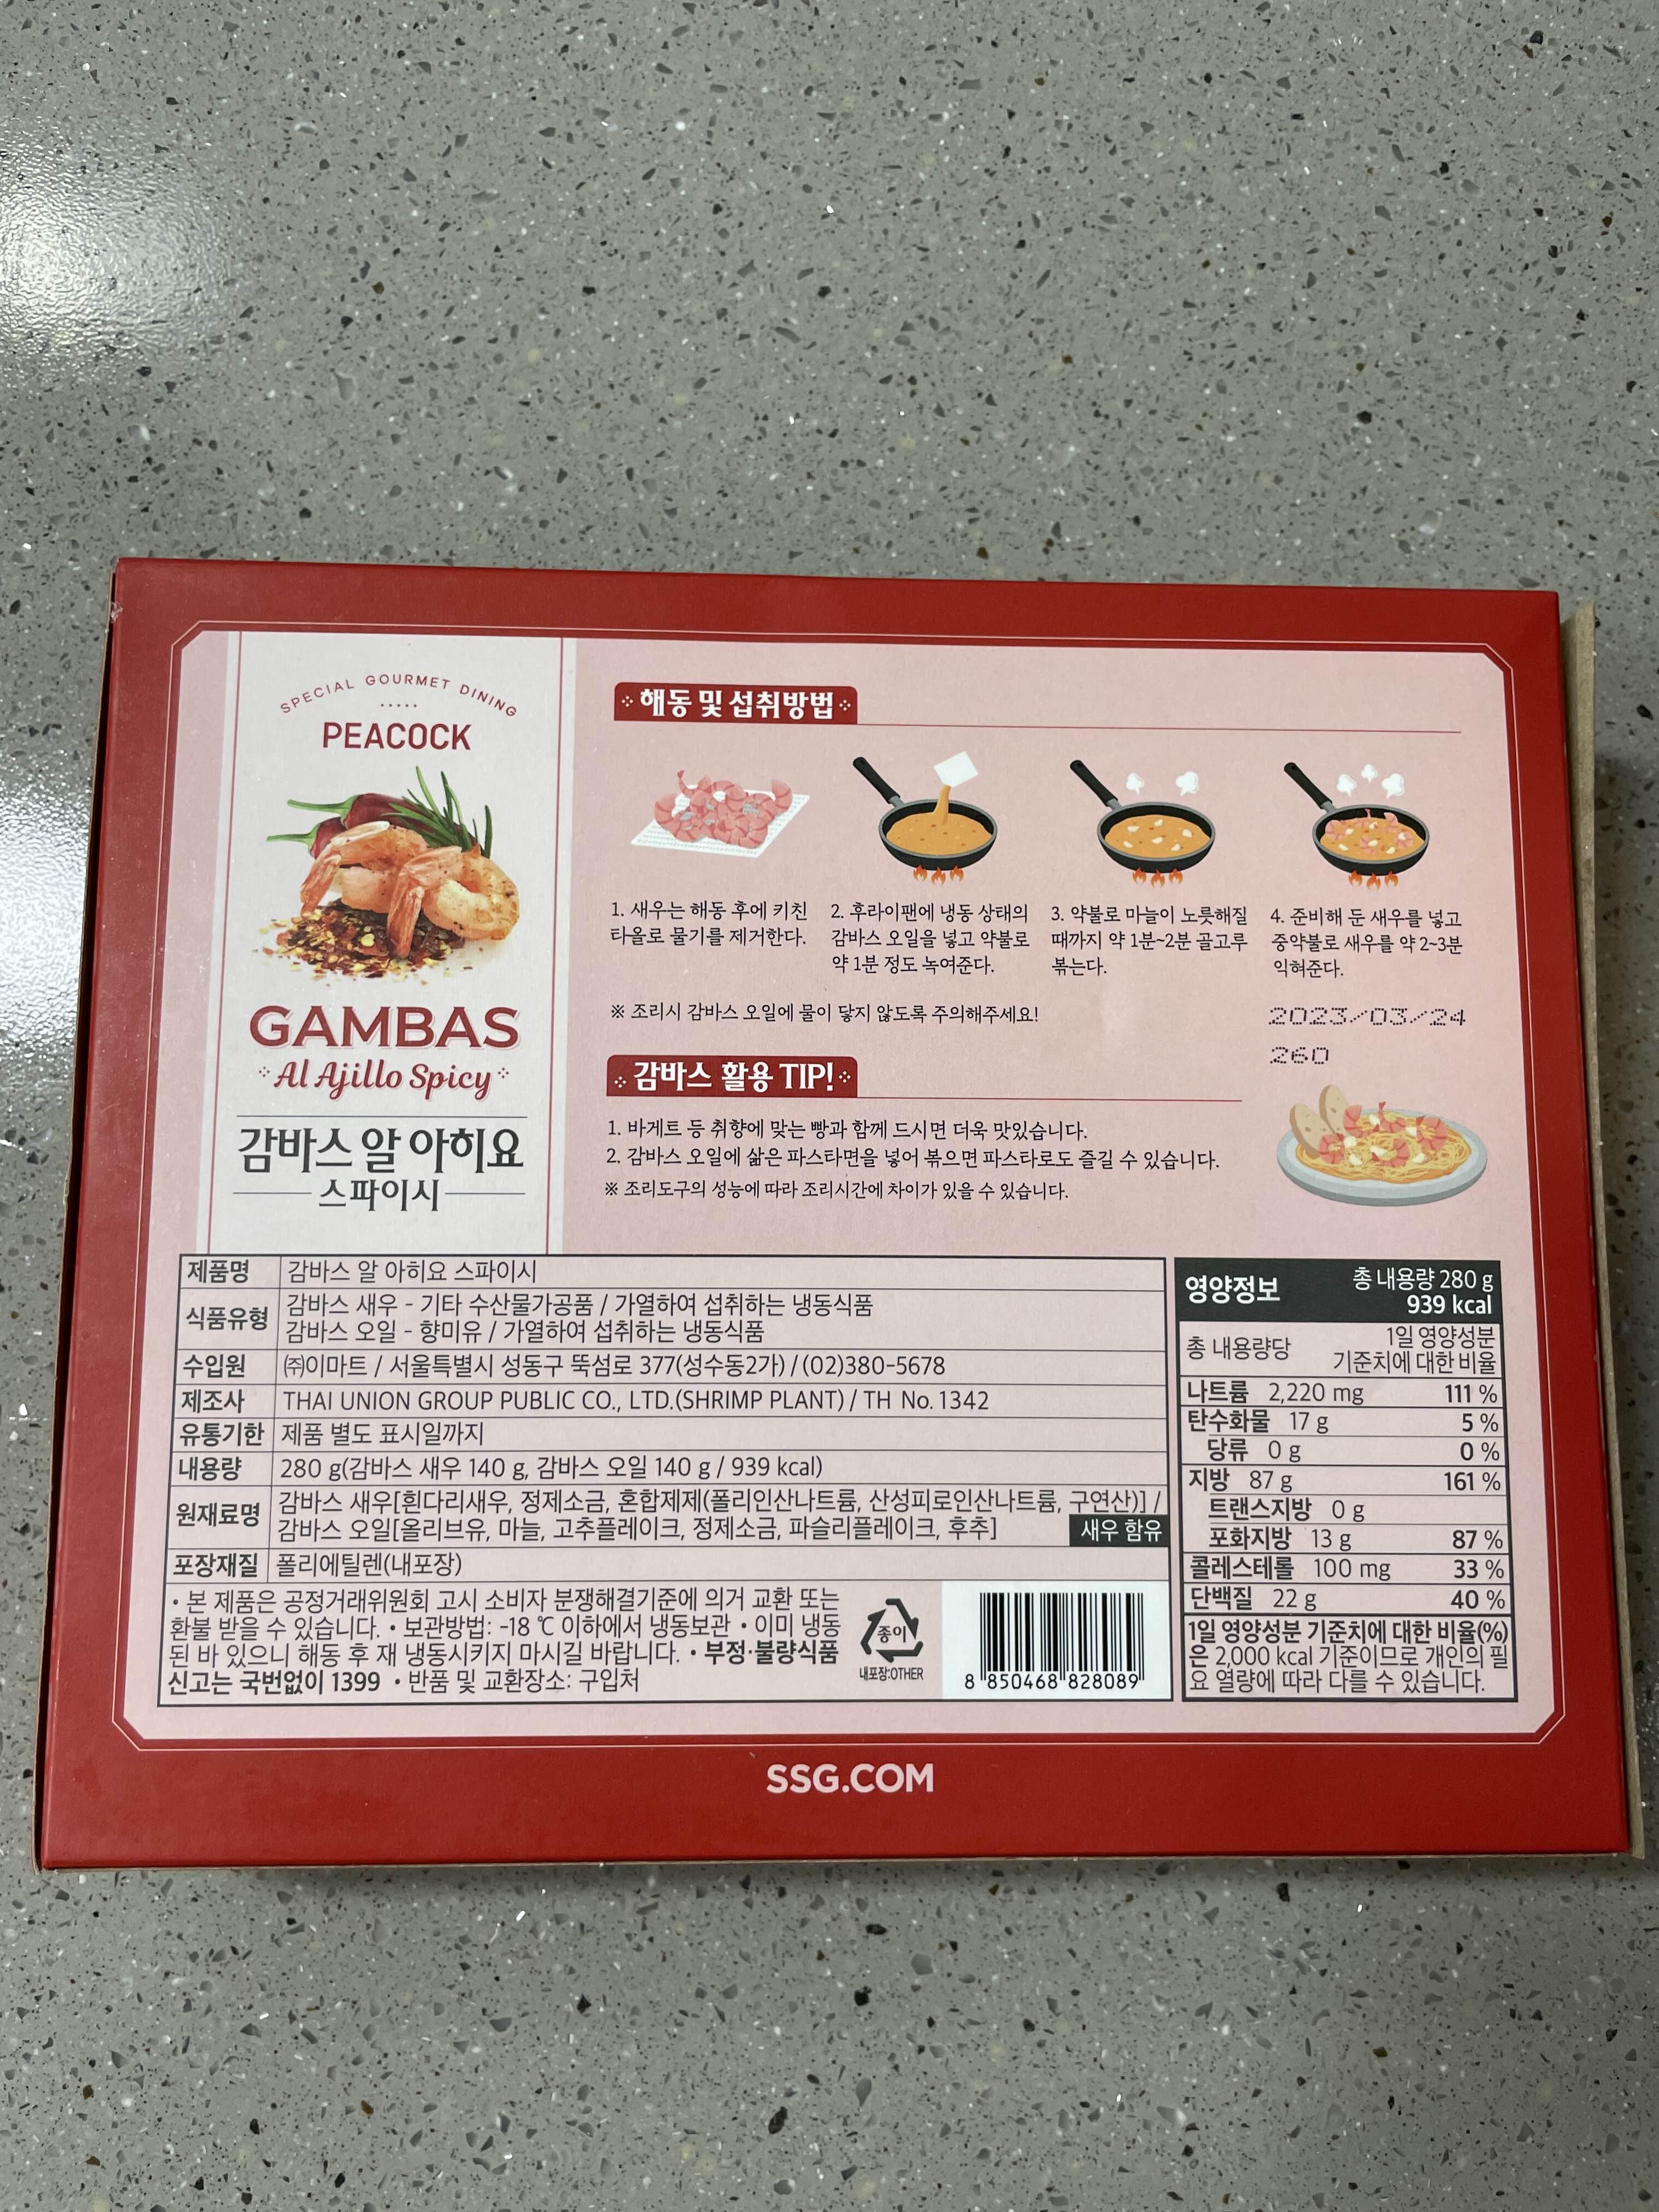 SPECIAL GOURMET DINING
PEACOCK
GAMBAS
Al Ajillo Spicy
감바스 알 아히요
스파이시
해동 및 섭취방법
1. 새우는 해동 후에 키친
타올로 물기를 제거한다.
2. 후라이팬에 냉동 상태의
감바스 오일을 넣고 약불로
약 1분 정도 녹여준다.
3. 약불로 마늘이 노릇해질
때까지 약 1분~2분 골고루
볶는다.
4. 준비해 둔 새우를 넣고
중약불로 새우를 약 2~3분
익혀준다.
※ 조리시 감바스 오일에 물이 닿지 않도록 주의해주세요!
2023/03/24
260
감바스 활용 TIP!
1. 바게트 등 취향에 맞는 빵과 함께 드시면 더욱 맛있습니다.
2. 감바스 오일에 삶은 파스타면을 넣어 볶으면 파스타로도 즐길 수 있습니다.
※ 조리도구의 성능에 따라 조리시간에 차이가 있을 수 있습니다.
제품명 감바스 알 아히요 스파이시
식품유형 감바스 새우 - 기타 수산물가공품 / 가열하여 섭취하는 냉동식품
감바스 오일 - 향미유 / 가열하여 섭취하는 냉동식품
수입원 ㈜이마트 / 서울특별시 성동구 뚝섬로 377(성수동2가) / (02)380-5678
제조사 THAI UNION GROUP PUBLIC CO., LTD.(SHRIMP PLANT) / TH No. 1342
유통기한 제품 별도 표시일까지
내용량 280 g(감바스 새우 140 g, 감바스 오일 140 g / 939 kcal)
원재료명 감바스 새우[흰다리새우, 정제소금, 혼합제제(폴리인산나트륨, 산성피로인산나트륨, 구연산)] /
감바스 오일[올리브유, 마늘, 고추플레이크, 정제소금, 파슬리플레이크, 후추] 새우 함유
포장재질 폴리에틸렌(내포장)
• 본 제품은 공정거래위원회 고시 소비자 분쟁해결기준에 의거 교환 또는
환불 받을 수 있습니다. • 보관방법: -18 ℃ 이하에서 냉동보관 • 이미 냉동
된 바 있으니 해동 후 재 냉동시키지 마시길 바랍니다. • 부정·불량식품
신고는 국번없이 1399 • 반품 및 교환장소: 구입처
종이
내포장:OTHER
8 850468 828089
영양정보 총 내용량 280 g
939 kcal
총 내용량당 1일 영양성분
기준치에 대한 비율
나트륨 2,220 mg 111 %
탄수화물 17 g 5 %
당류 0 g 0 %
지방 87 g 161 %
트랜스지방 0 g
포화지방 13 g 87 %
콜레스테롤 100 mg 33 %
단백질 22 g 40 %
1일 영양성분 기준치에 대한 비율(%)
은 2,000 kcal 기준이므로 개인의 필
요 열량에 따라 다를 수 있습니다.
SSG.COM